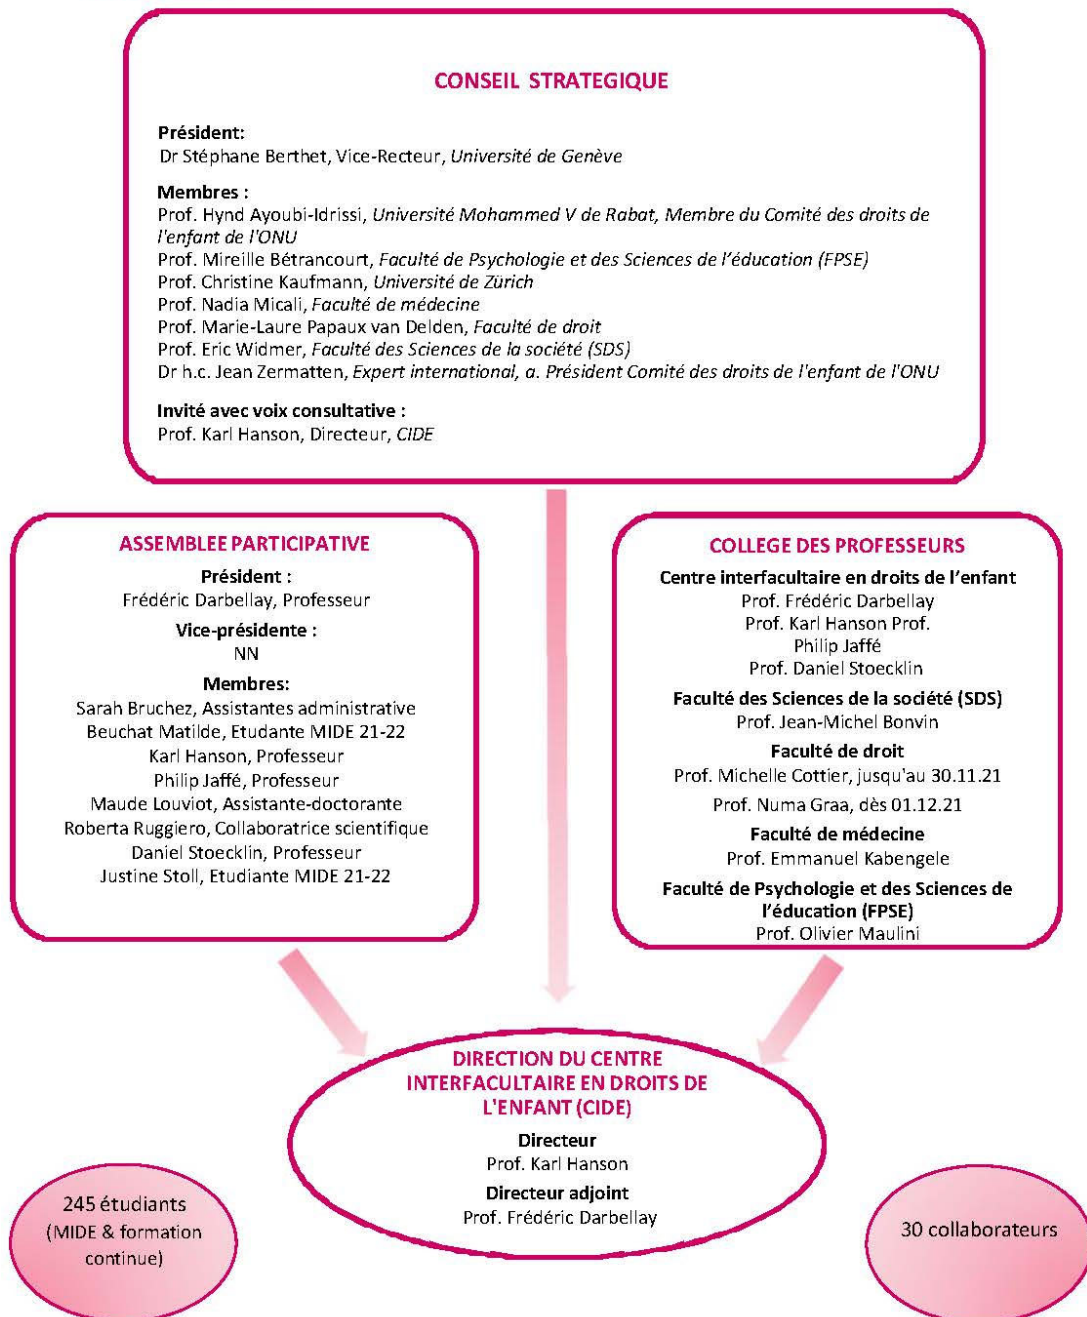 CONSEIL STRATEGIQUE
Président:
Dr Stéphane Berthet, Vice-Recteur, Université de Genève
Membres :
Prof. Hynd Ayoubi-Idrissi, Université Mohammed V de Rabat, Membre du Comité des droits de
l'enfant de l'ONU
Prof. Mireille Bétrancourt, Faculté de Psychologie et des Sciences de l’éducation (FPSE)
Prof. Christine Kaufmann, Université de Zürich
Prof. Nadia Micali, Faculté de médecine
Prof. Marie-Laure Papaux van Delden, Faculté de droit
Prof. Eric Widmer, Faculté des Sciences de la société (SDS)
Dr h.c. Jean Zermatten, Expert international, a. Président Comité des droits de l'enfant de l'ONU
Invité avec voix consultative :
Prof. Karl Hanson, Directeur, CIDE
ASSEMBLEE PARTICIPATIVE
Président :
Frédéric Darbellay, Professeur
Vice-présidente :
NN
Membres:
Sarah Bruchez, Assistantes administrative
Beuchat Matilde, Etudante MIDE 21-22
Karl Hanson, Professeur
Philip Jaffé, Professeur
Maude Louviot, Assistante-doctorante
Roberta Ruggiero, Collaboratrice scientifique
Daniel Stoecklin, Professeur
Justine Stoll, Etudiante MIDE 21-22
COLLEGE DES PROFESSEURS
Centre interfacultaire en droits de l’enfant
Prof. Frédéric Darbellay
Prof. Karl Hanson Prof.
Philip Jaffé
Prof. Daniel Stoecklin
Faculté des Sciences de la société (SDS)
Prof. Jean-Michel Bonvin
Faculté de droit
Prof. Michelle Cottier, jusqu'au 30.11.21
Prof. Numa Graa, dès 01.12.21
Faculté de médecine
Prof. Emmanuel Kabengele
Faculté de Psychologie et des Sciences de
l’éducation (FPSE)
Prof. Olivier Maulini
DIRECTION DU CENTRE
INTERFACULTAIRE EN DROITS DE
L'ENFANT (CIDE)
Directeur
Prof. Karl Hanson
Directeur adjoint
Prof. Frédéric Darbellay
245 étudiants
(MIDE & formation
continue)
30 collaborateurs